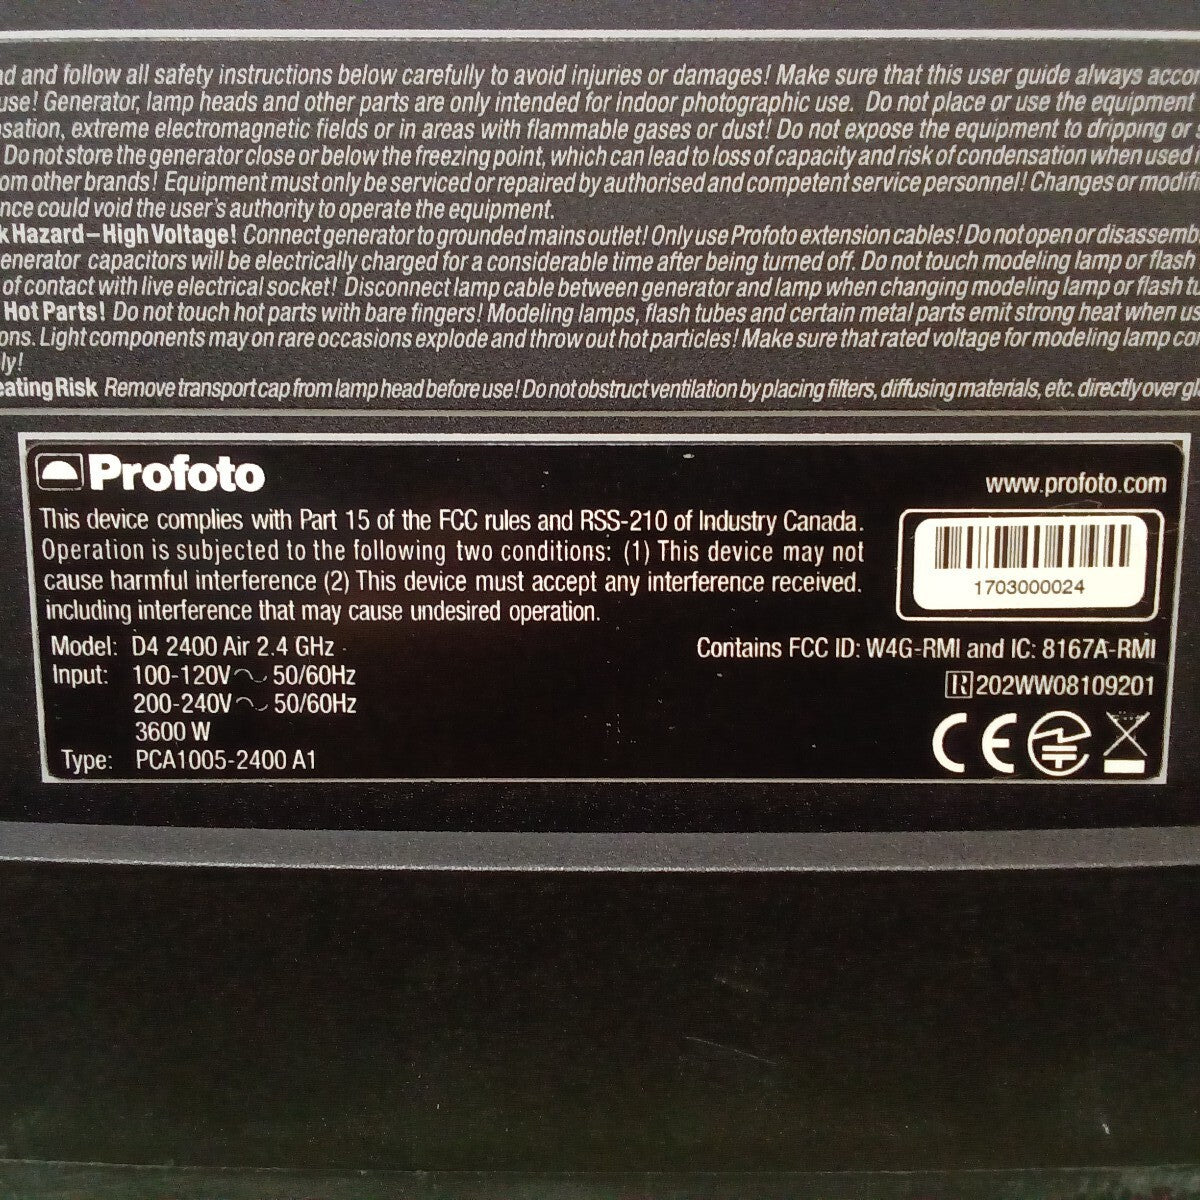 and follow all safety instructions below carefully to avoid injuries or damages! Make sure that this user guide always
use! Generator, lamp heads and other parts are only intended for indoor photographic use. Do not place or use the equipment
extreme electromagnetic fields or in areas with flammable gases or dust! Do not expose the equipment to dripping or
Do not store the generator close or below the freezing point, which can lead to loss of capacity and risk of condensation when used
other brands! Equipment must only be serviced or repaired by authorised and competent service personnel! Changes or
could void the user's authority to operate the equipment.
Hazard–High Voltage! Connect generator to grounded mains outlet! Only use Profoto extension cables! Do not open or
capacitors will be electrically charged for a considerable time after being turned off. Do not touch modeling lamp or flash
of contact with live electrical socket! Disconnect lamp cable between generator and lamp when changing modeling lamp or flash
Hot Parts! Do not touch hot parts with bare fingers! Modeling lamps, flash tubes and certain metal parts emit strong heat when
Light components may on rare occasions explode and throw out hot particles! Make sure that rated voltage for modeling lamp
Risk Remove transport cap from lamp head before use! Do not obstruct ventilation by placing filters, diffusing materials, etc. directly over
Profoto
www.profoto.com
This device complies with Part 15 of the FCC rules and RSS-210 of Industry Canada.
Operation is subjected to the following two conditions: (1) This device may not
cause harmful interference (2) This device must accept any interference received.
including interference that may cause undesired operation.
1703000024
Model: D4 2400 Air 2.4 GHz
Input: 100-120V 50/60Hz
200-240V 50/60Hz
3600 W
Type: PCA1005-2400 A1
Contains FCC ID: W4G-RMI and IC: 8167A-RMI
R 202WW08109201
CE